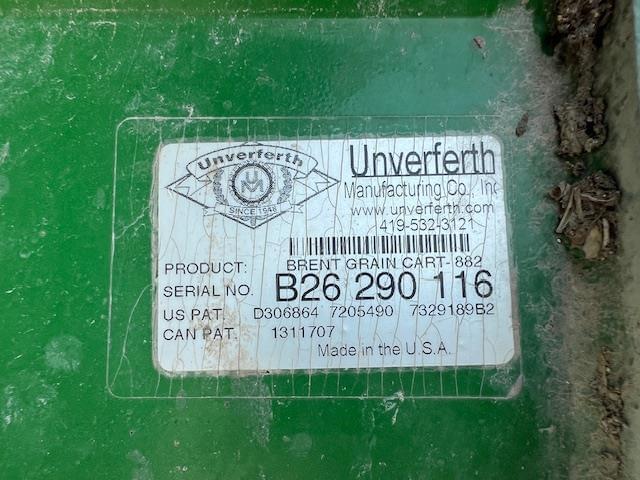 Unverferth
UM
SINCE 1948
Unverferth
Manufacturing Co., Inc
www.unverferth.com
419-532-3121
PRODUCT: BRENT GRAIN CART-882
SERIAL NO. B26 290 116
US PAT. D306864 7205490 7329189B2
CAN PAT. 1311707
Made in the U.S.A.